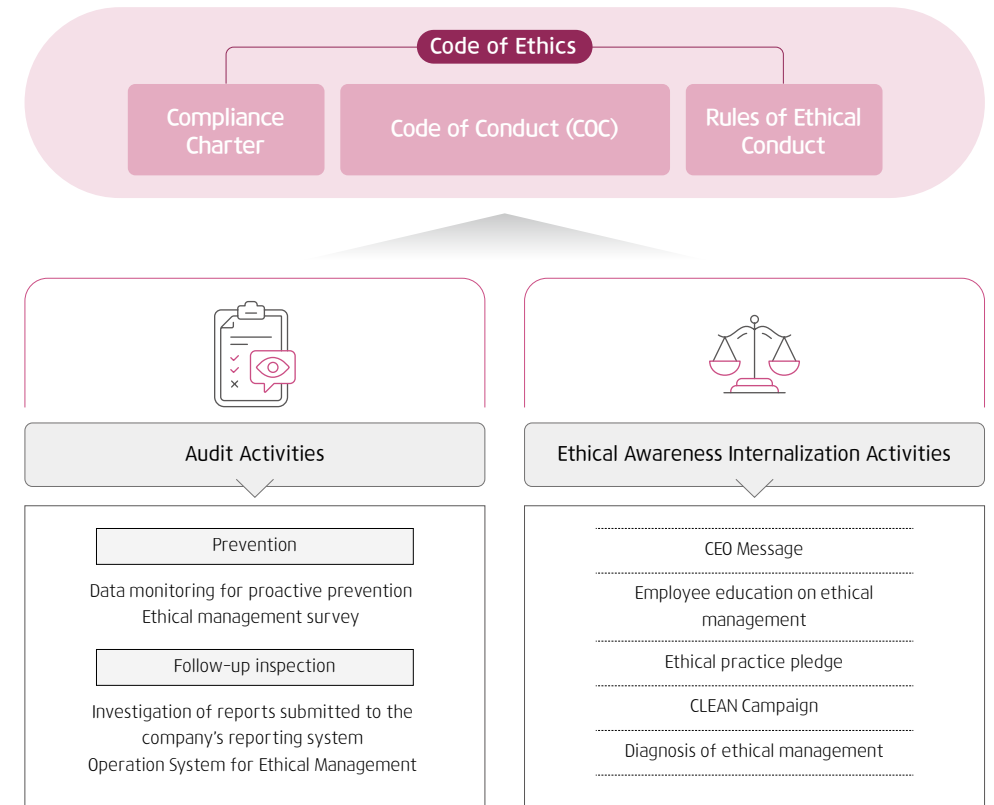 Code of Ethics
Compliance
Charter
Code of Conduct (COC)
Rules of Ethical
Conduct
Audit Activities
Prevention
Data monitoring for proactive prevention
Ethical management survey
Follow-up inspection
Investigation of reports submitted to the
company's reporting system
Operation System for Ethical Management
Ethical Awareness Internalization Activities
CEO Message
Employee education on ethical
management
Ethical practice pledge
CLEAN Campaign
Diagnosis of ethical management